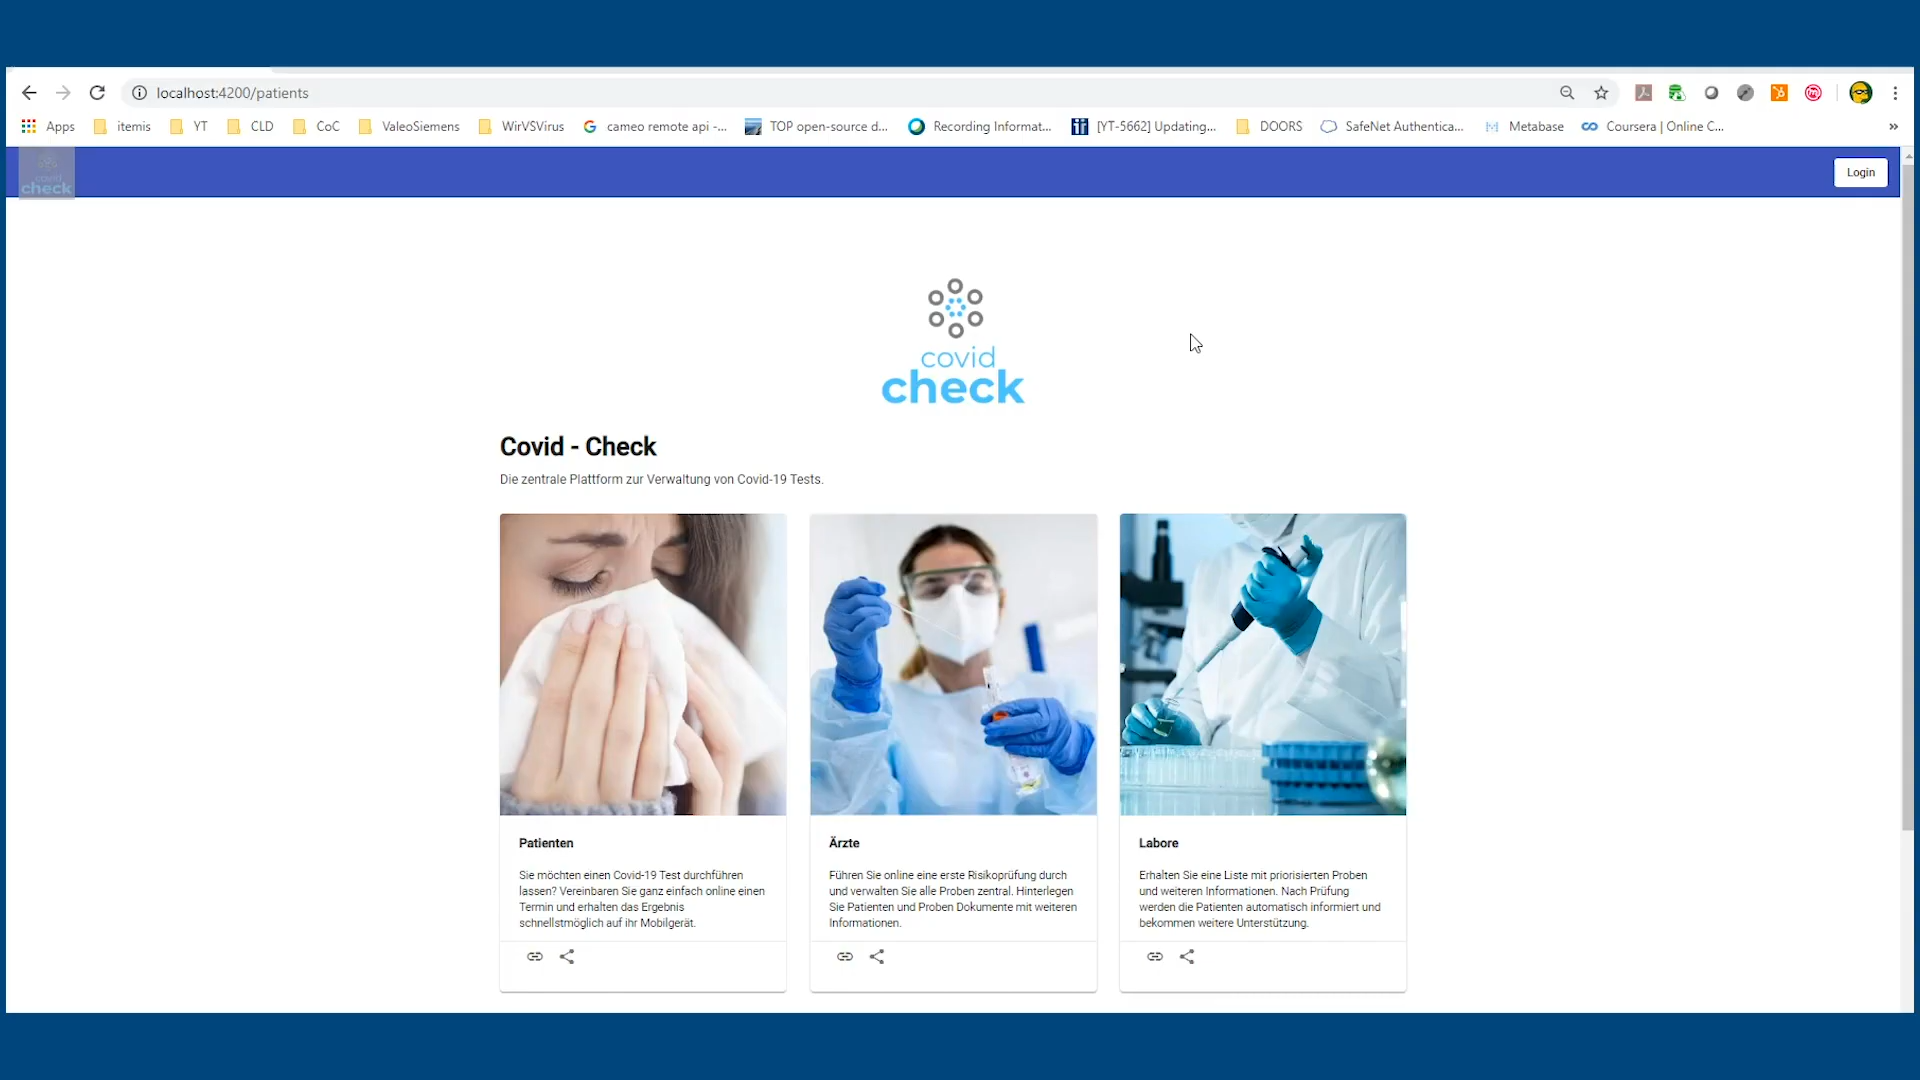 localhost:4200/patients
Apps
itemis
YT
CLD
CoC
ValeoSiemens
WirVSVirus
cameo remote api -...
TOP open-source d...
Recording Informat...
[YT-5662] Updating...
DOORS
SafeNet Authentica...
Metabase
Coursera | Online C...
»
covid
check
Login
covid
check
Covid - Check
Die zentrale Plattform zur Verwaltung von Covid-19 Tests.
Patienten
Sie möchten einen Covid-19 Test durchführen
lassen? Vereinbaren Sie ganz einfach online einen
Termin und erhalten das Ergebnis
schnellstmöglich auf ihr Mobilgerät.
Ärzte
Führen Sie online eine erste Risikoprüfung durch
und verwalten Sie alle Proben zentral. Hinterlegen
Sie Patienten und Proben Dokumente mit weiteren
Informationen.
Labore
Erhalten Sie eine Liste mit priorisierten Proben
und weiteren Informationen. Nach Prüfung
werden die Patienten automatisch informiert und
bekommen weitere Unterstützung.